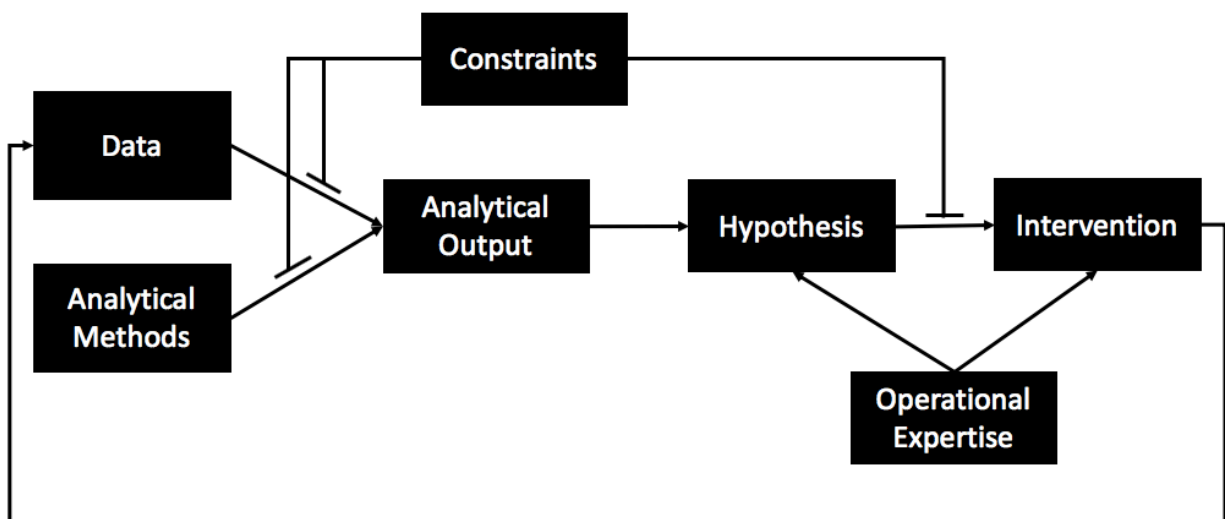 Constraints
Data
Analytical
Output
Hypothesis
Intervention
Analytical
Methods
Operational
Expertise